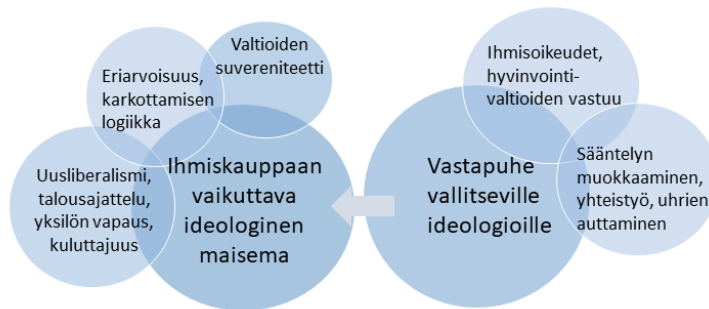 Valtioiden
suvereniteetti
Eriarvoisuus,
karkottamisen
logiikka
Uusliberalismi,
talousajattelu,
yksilön vapaus,
kuluttajuus
Ihmiskauppaan
vaikuttava
ideologinen
maisema
Vastapuhe
vallitseville
ideologioille
Ihmisoikeudet,
hyvinvointi-
valtioiden vastuu
Sääntelyn
muokkaaminen,
yhteistyö, uhrien
auttaminen